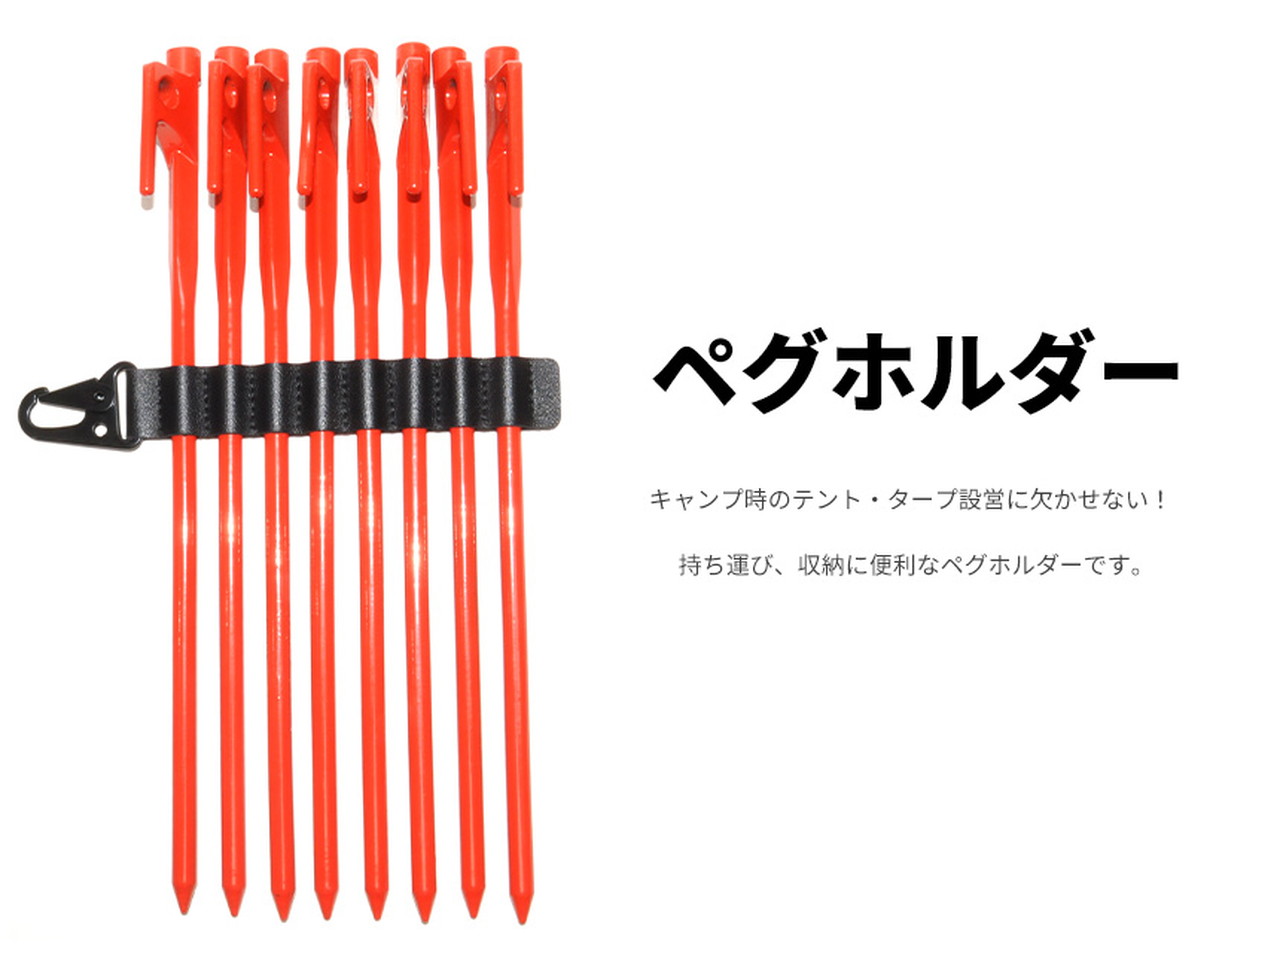 ペグホルダー
キャンプ時のテント・タープ設営に欠かせない！
持ち運び、収納に便利なペグホルダーです。